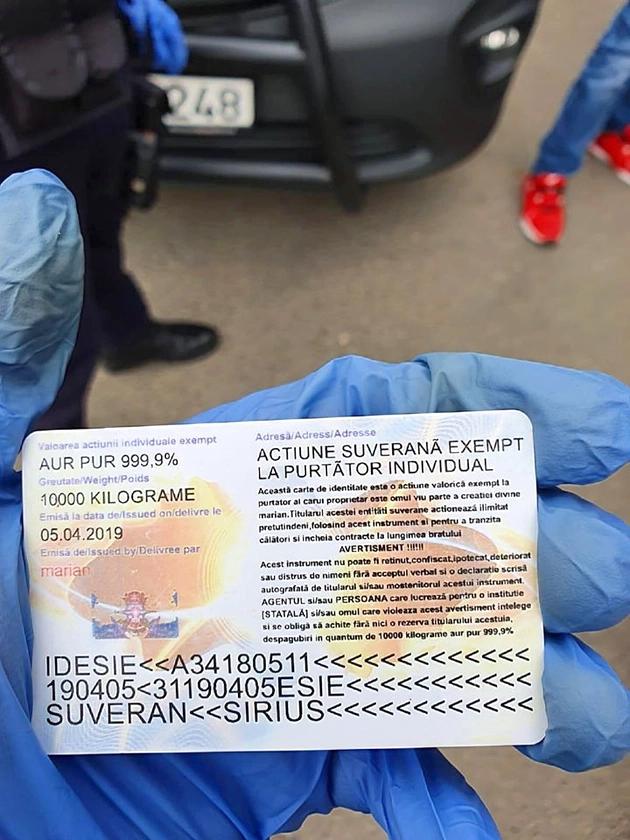 248
Valoarea actiunii individuale exempt
AUR PUR 999,9%
Greutate/Weight/Poids
10000 KILOGRAME
Emisă la data de/Issued on/delivre le
05.04.2019
Emisă de/Issued by/Delivree par
marian
Adresă/Adress/Adresse
ACTIUNE SUVERANĂ EXEMPT
LA PURTĂTOR INDIVIDUAL
Această carte de identitate este o actiune valorică exempt la
purtator al carui proprietar este omul viu parte a creatiei divine
marian.Titularul acestei entităti suverane actionează ilimitat
pretutindeni,folosind acest instrument si pentru a tranzita
călători si incheia contracte la lungimea bratului
AVERTISMENT !!!!!!
Acest instrument nu poate fi retinut,confiscat,ipotecat,deteriorat
sau distrus de nimeni fără acceptul verbal si o declaratie scrisă
autografată de titularul si/sau mostenitorul acestui instrument.
AGENTUL si/sau PERSOANA care lucrează pentru o institutie
[STATALĂ] si/sau omul care violeaza acest avertisment intelege
si se obligă să achite fără nici o rezerva titularului acestuia,
despagubiri in quantum de 10000 kilograme aur pur 999,9%
IDESIE<<A34180511<<<<<<<<<<<<<
190405<31190405ESIE<<<<<<<<<<<
SUVERAN<<SIRIUS<<<<<<<<<<<<